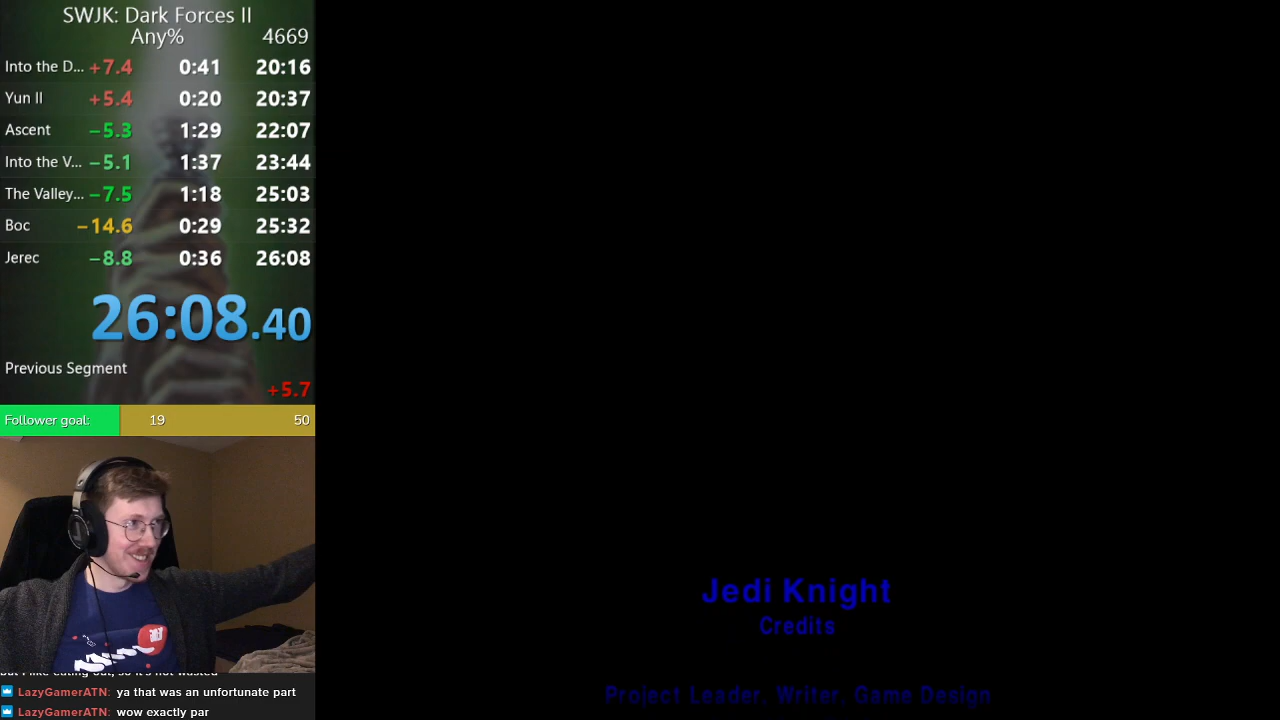 SWJK: Dark Forces II
Any% 4669
Into the D... +7.4 0:41 20:16
Yun II +5.4 0:20 20:37
Ascent −5.3 1:29 22:07
Into the V... −5.1 1:37 23:44
The Valley... −7.5 1:18 25:03
Boc −14.6 0:29 25:32
Jerec −8.8 0:36 26:08
26:08.40
Previous Segment
+5.7
Follower goal: 19 50
LazyGamerATN: ya that was an unfortunate part
LazyGamerATN: wow exactly par
Jedi Knight
Credits
Project Leader, Writer, Game Design